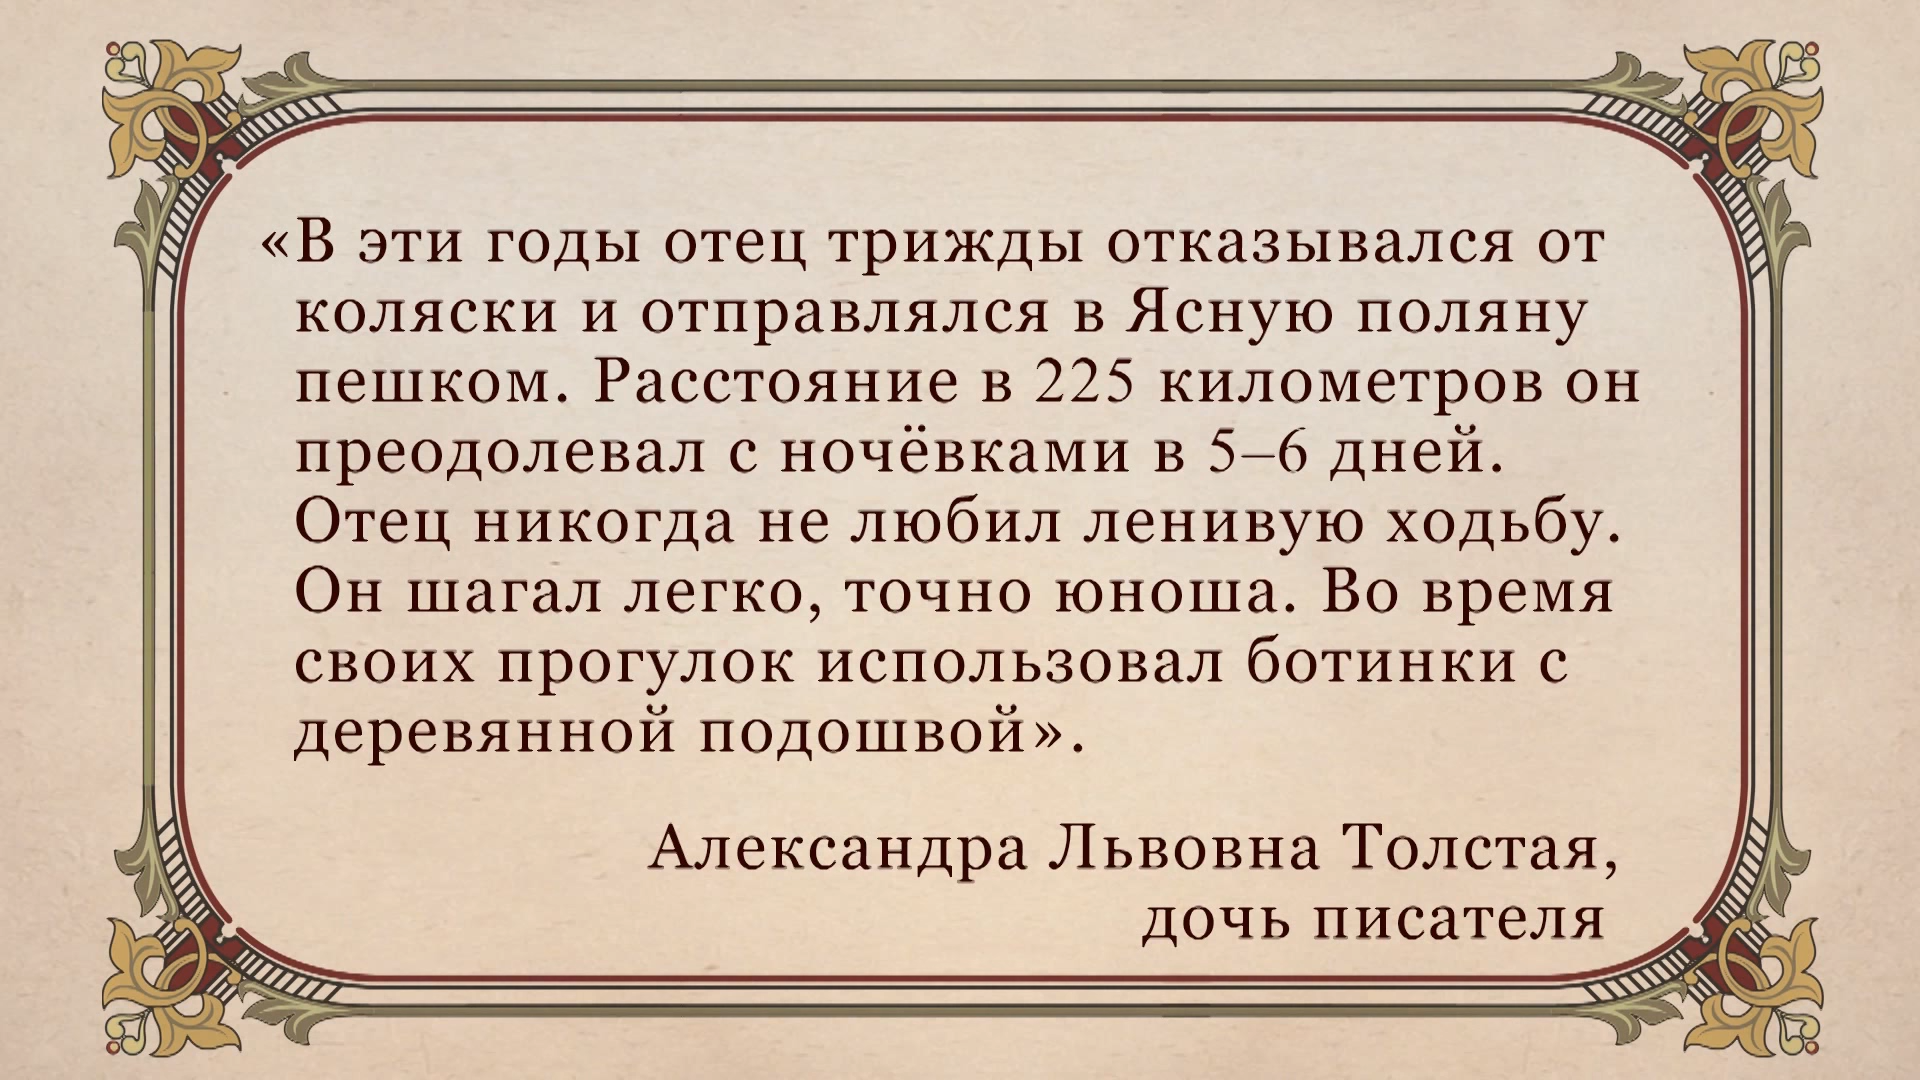 «В эти годы отец трижды отказывался от
коляски и отправлялся в Ясную поляну
пешком. Расстояние в 225 километров он
преодолевал с ночёвками в 5–6 дней.
Отец никогда не любил ленивую ходьбу.
Он шагал легко, точно юноша. Во время
своих прогулок использовал ботинки с
деревянной подошвой».
Александра Львовна Толстая,
дочь писателя